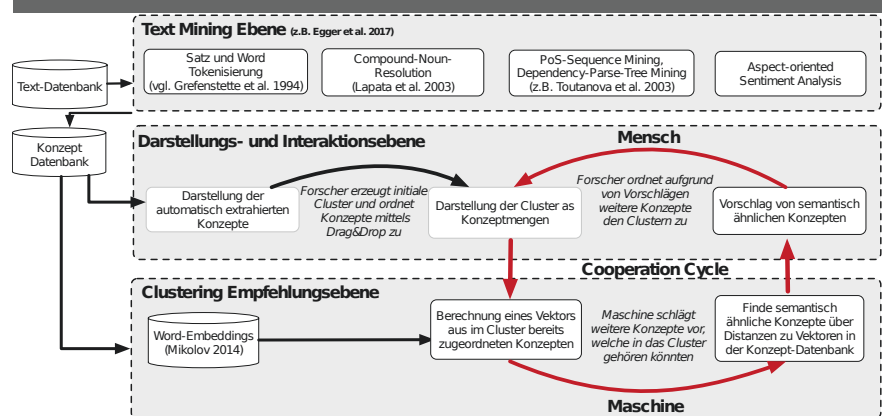 Text Mining Ebene (z.B. Egger et al. 2017)
Satz und Word
Tokenisierung
(vgl. Grefenstette et al. 1994)
Compound-Noun-
Resolution
(Lapata et al. 2003)
PoS-Sequence Mining,
Dependency-Parse-Tree Mining
(z.B. Toutanova et al. 2003)
Aspect-oriented
Sentiment Analysis
Text-Datenbank
Konzept
Datenbank
Darstellungs- und Interaktionsebene
Mensch
Darstellung der
automatisch extrahierten
Konzepte
Forscher erzeugt initiale
Cluster und ordnet
Konzepte mittels
Drag&Drop zu
Darstellung der Cluster as
Konzeptmengen
Forscher ordnet aufgrund
von Vorschlägen
weitere Konzepte
den Clustern zu
Vorschlag von semantisch
ähnlichen Konzepten
Cooperation Cycle
Clustering Empfehlungsebene
Word-Embeddings
(Mikolov 2014)
Berechnung eines Vektors
aus im Cluster bereits
zugeordneten Konzepten
Maschine schlägt
weitere Konzepte vor,
welche in das Cluster
gehören könnten
Finde semantisch
ähnliche Konzepte über
Distanzen zu Vektoren in
der Konzept-Datenbank
Maschine